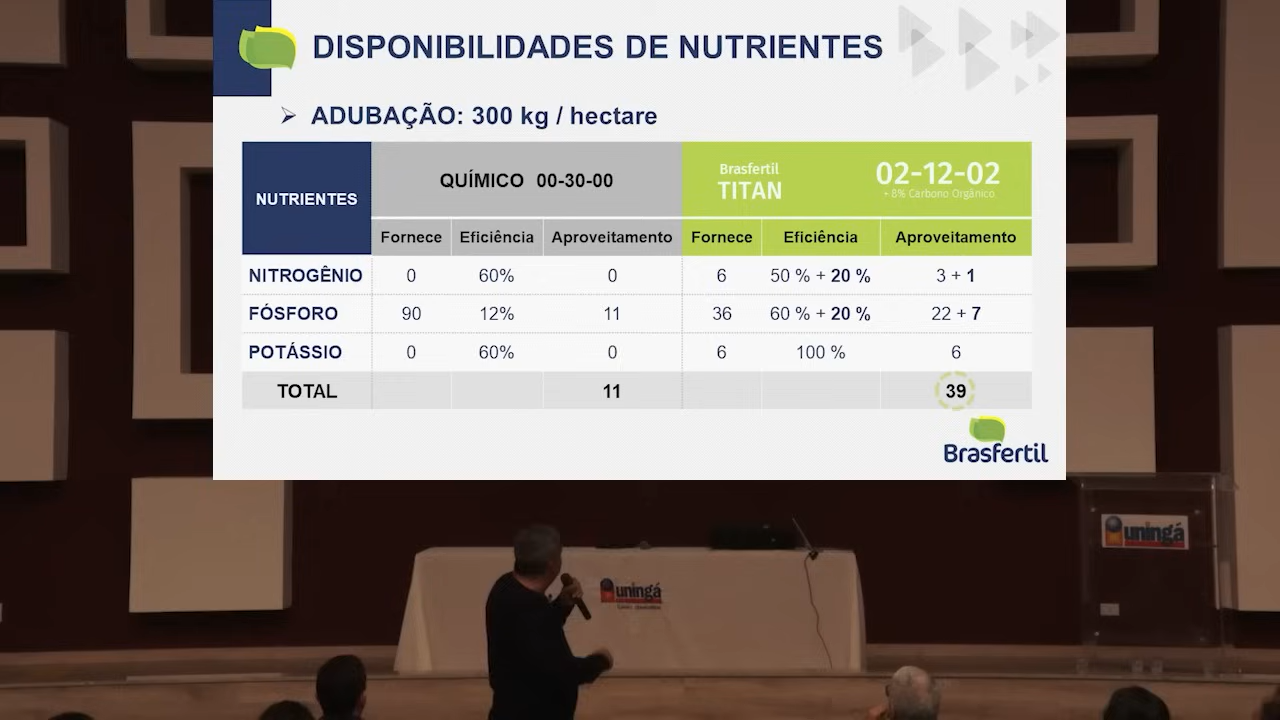 DISPONIBILIDADES DE NUTRIENTES
➢ ADUBAÇÃO: 300 kg / hectare
NUTRIENTES
QUÍMICO 00-30-00
Brasfertil
TITAN
02-12-02
+ 8% Carbono Orgânico
Fornece Eficiência Aproveitamento Fornece Eficiência Aproveitamento
NITROGÊNIO 0 60% 0 6 50 % + 20 % 3 + 1
FÓSFORO 90 12% 11 36 60 % + 20 % 22 + 7
POTÁSSIO 0 60% 0 6 100 % 6
TOTAL 11 39
Brasfertil
uningá
uningá